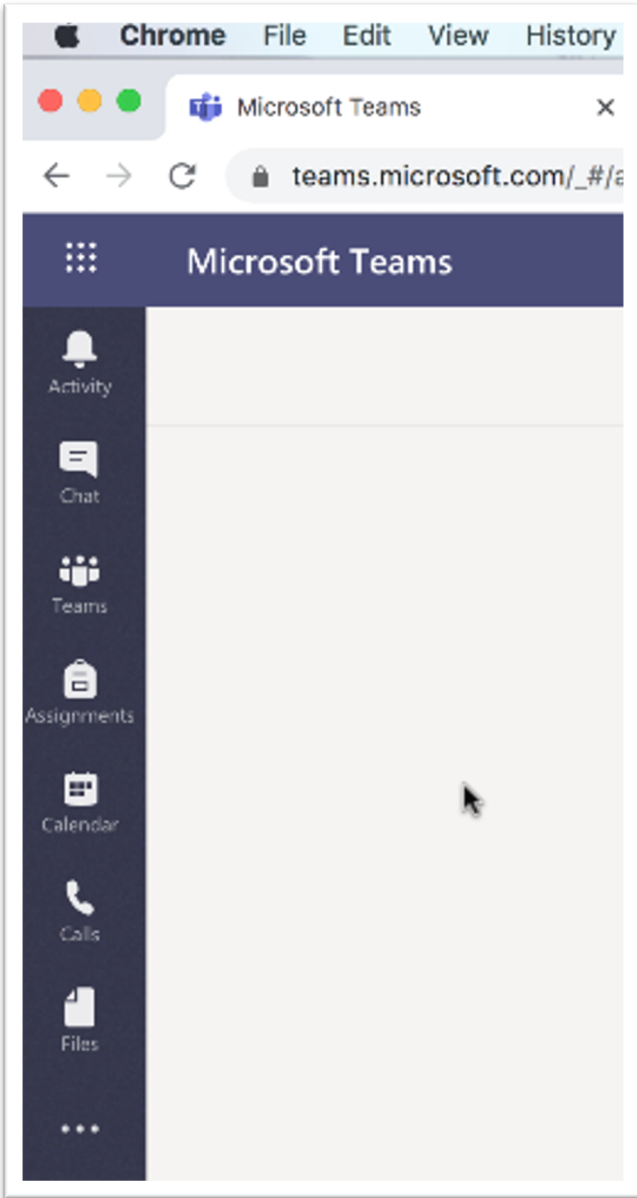 Chrome File Edit View History
Microsoft Teams
teams.microsoft.com/_#/a
Microsoft Teams
Activity
Chat
Teams
Assignments
Calendar
Calls
Files